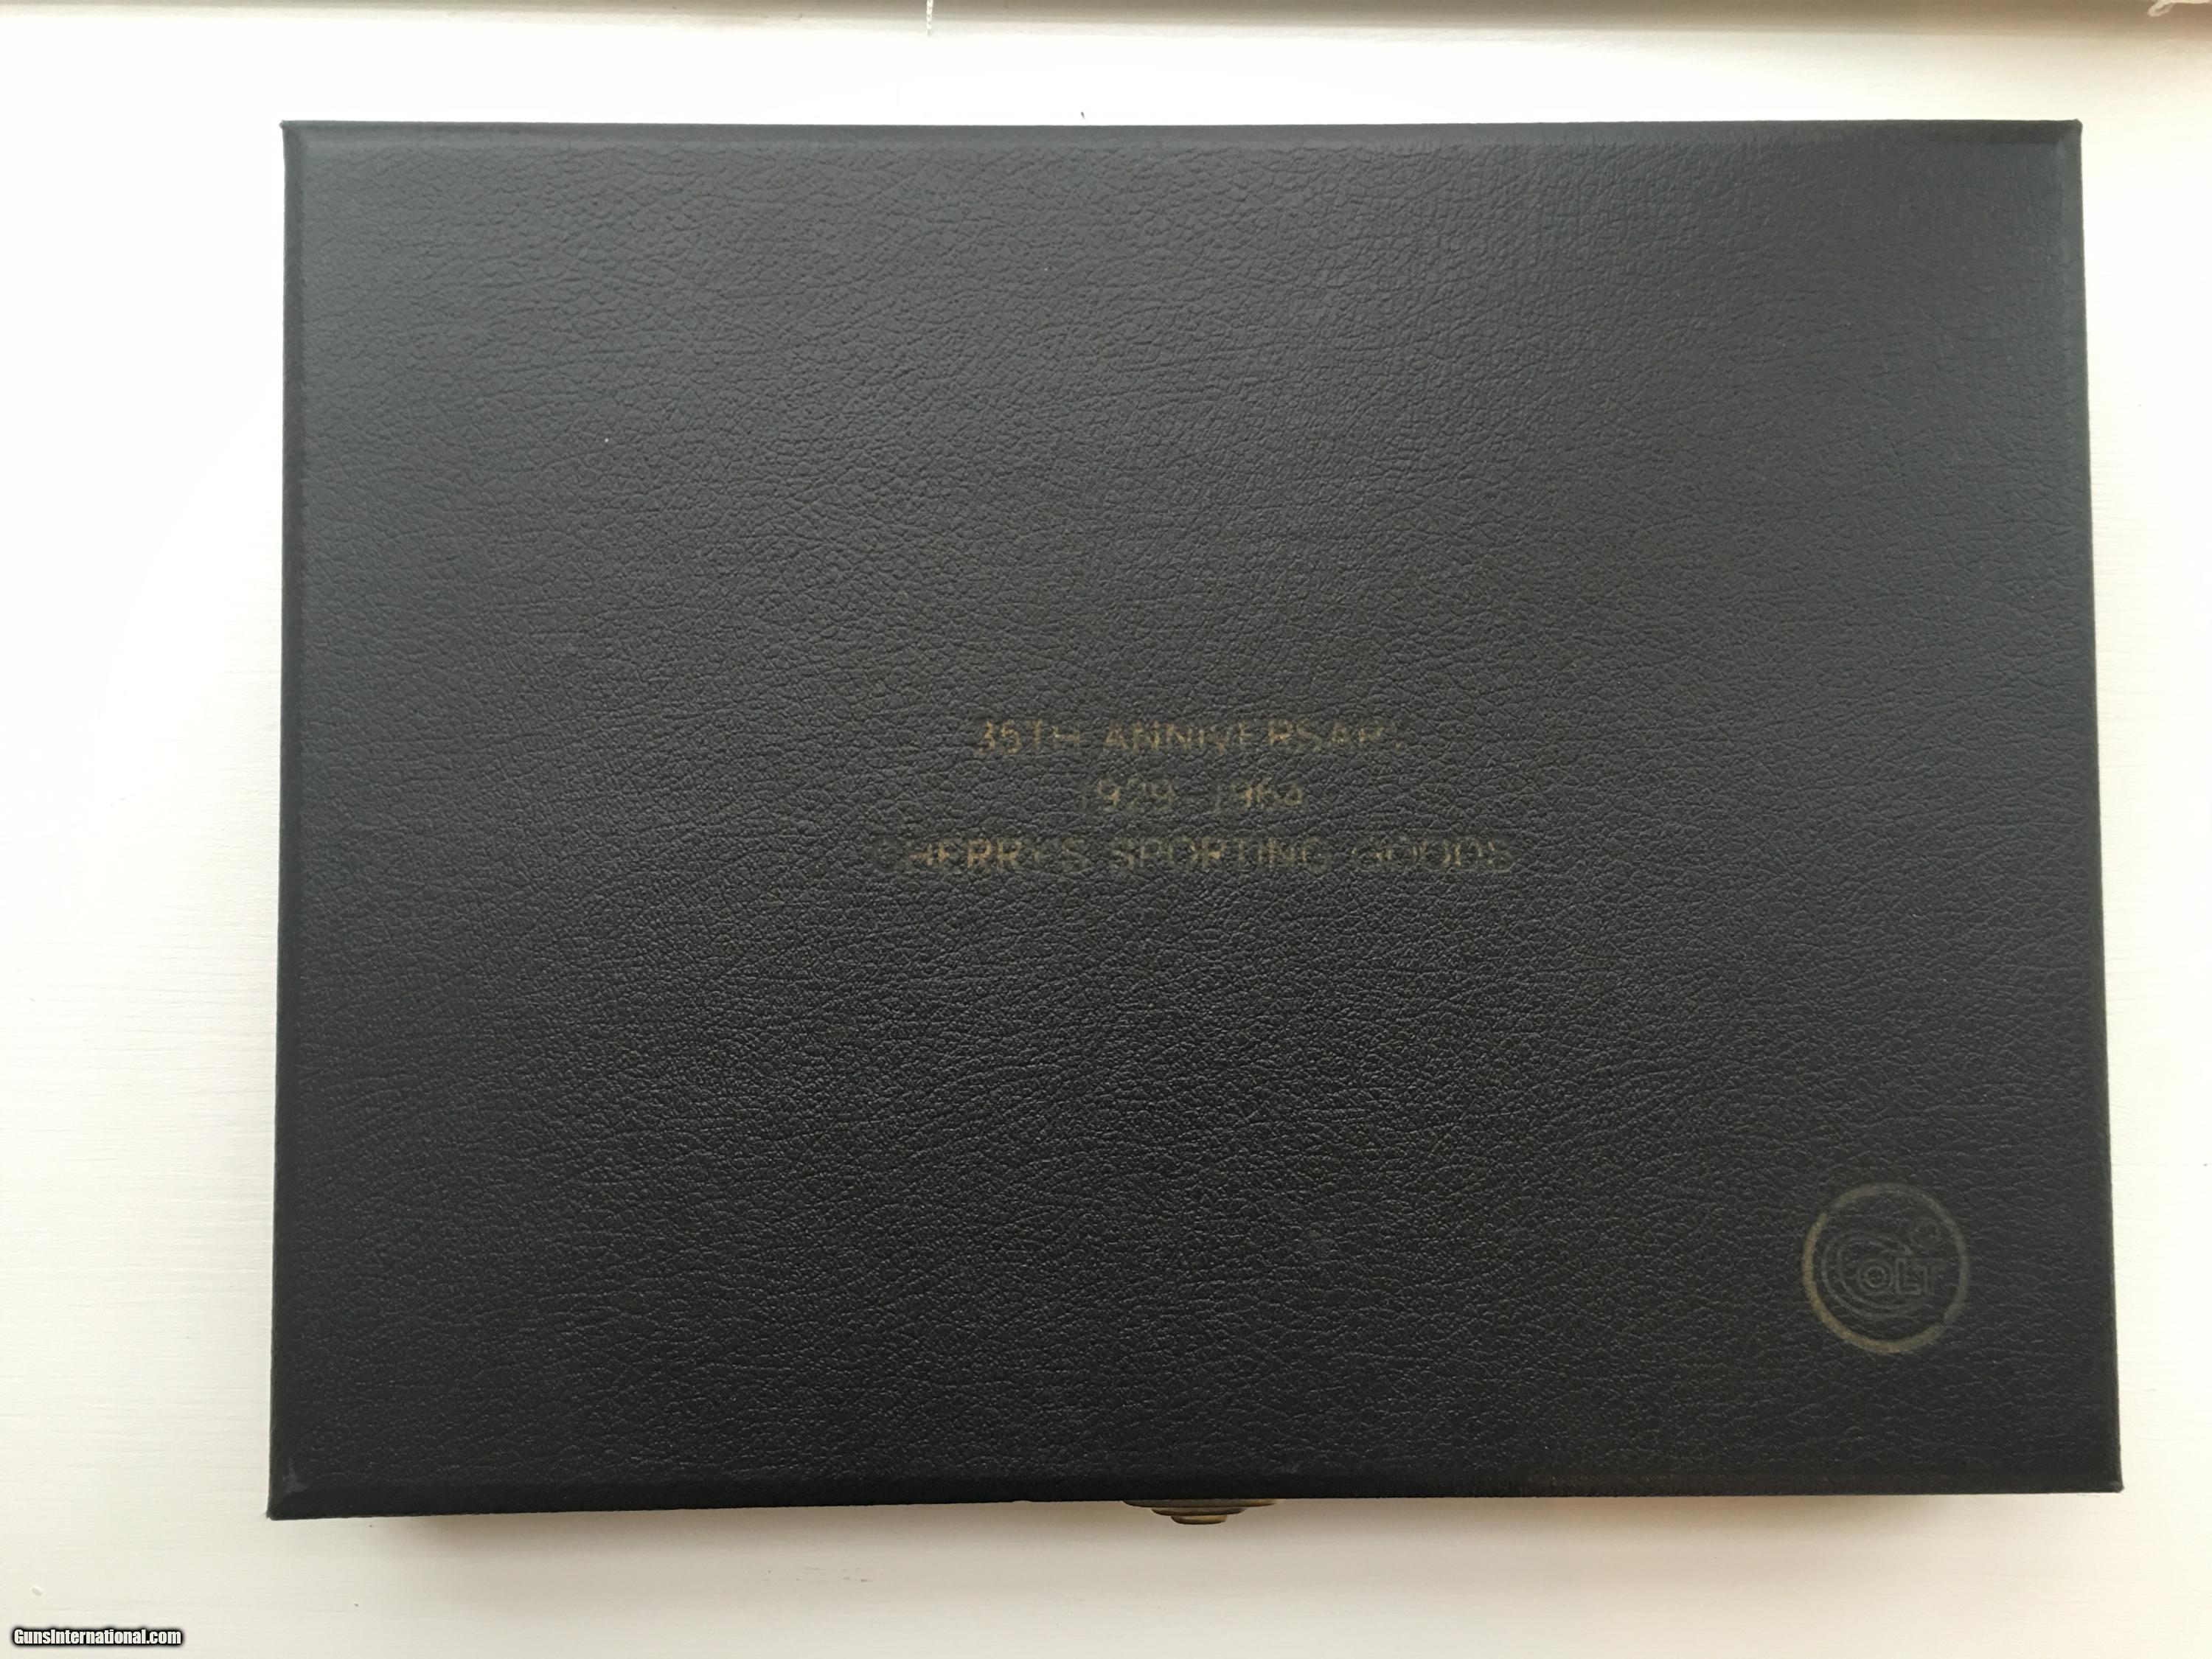 35TH ANNIVERSARY
1929-1964
CHERRY'S SPORTING GOODS
COLT
GunsInternational.com